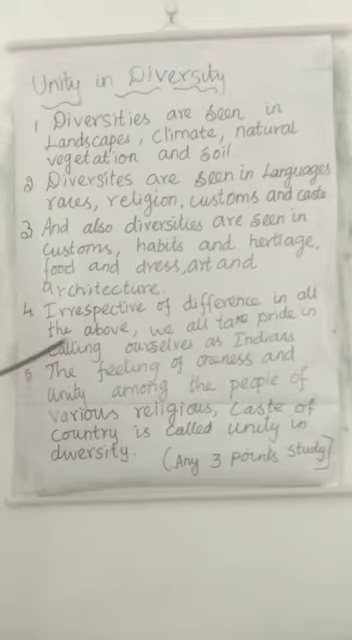 Unity in Diversity
1 Diversities are seen in
Landscapes, climate, natural
vegetation and soil
2 Diversites are seen in Languages
races, religion, customs and caste
3 And also diversities are seen in
customs, habits and hertiage,
food and dress, art and
architecture.
4. Irrespective of difference in all
the above, we all take pride in
calling ourselves as Indians
5. The feeling of oneness and
Unity among the people of
various religious, caste of
country is called unity in
diversity.
(Any 3 points study)